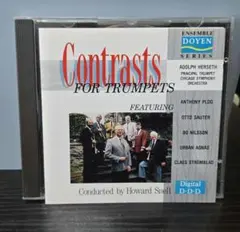 Contrasts
FOR TRUMPETS
FEATURING
Conducted by Howard Snell
ENSEMBLE
DOYEN
SERIES
ADOLPH HERSETH
PRINCIPAL TRUMPET
CHICAGO SYMPHONY
ORCHESTRA
ANTHONY PLOG
OTTO SAUTER
BO NILSSON
URBAN AGNAS
CLAES STRÖMBLAD
Digital
D·D·D